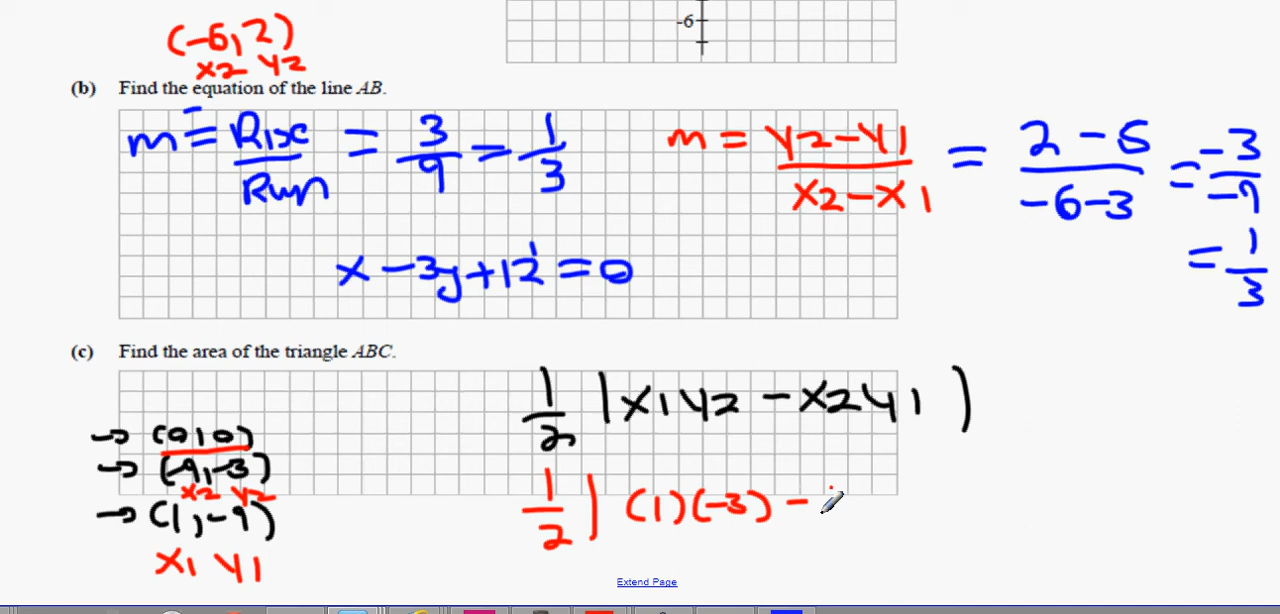 -6
(-6, 2)
x2 y2
(b) Find the equation of the line AB.
m = Rise/Run = 3/9 = 1/3
m = y2-y1/x2-x1 = 2-5/-6-3 = -3/-9
= 1/3
x - 3y + 12 = 0
(c) Find the area of the triangle ABC.
1/2 |x1y2 - x2y1|
→ (0,0)
→ (-9,-3)
x2 y2
1/2 | (1)(-3) -
→ (1,-9)
x1 y1
Extend Page